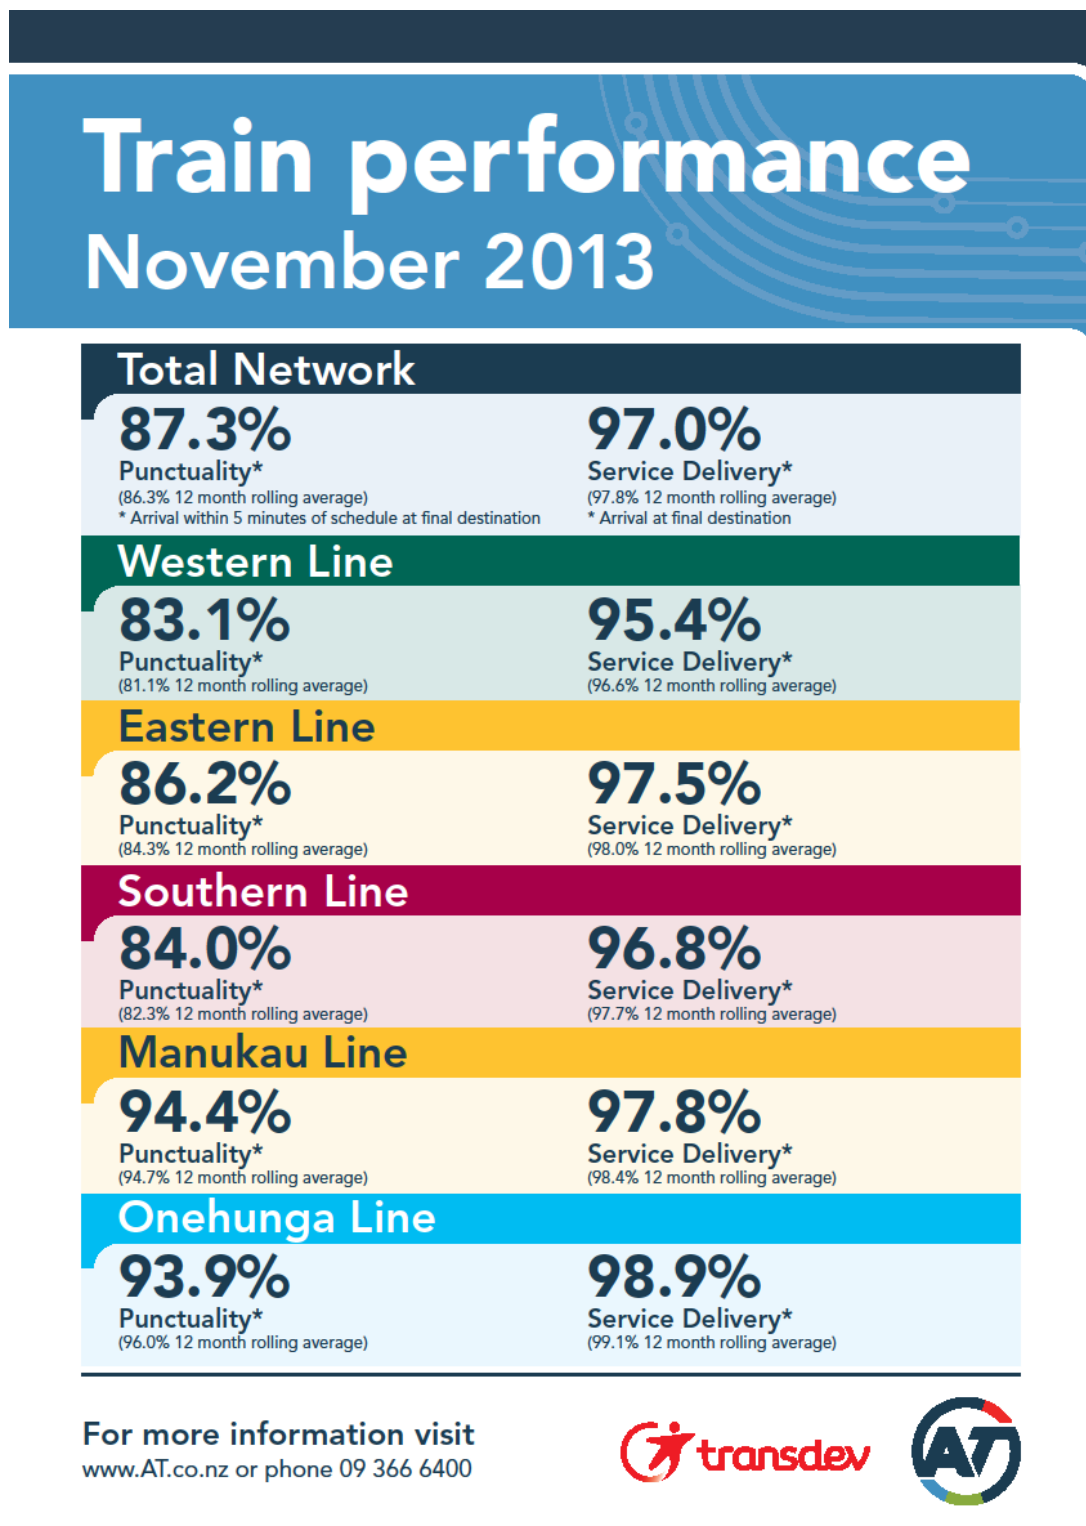 Train performance
November 2013
Total Network
87.3% 97.0%
Punctuality* Service Delivery*
(86.3% 12 month rolling average) (97.8% 12 month rolling average)
* Arrival within 5 minutes of schedule at final destination * Arrival at final destination
Western Line
83.1% 95.4%
Punctuality* Service Delivery*
(81.1% 12 month rolling average) (96.6% 12 month rolling average)
Eastern Line
86.2% 97.5%
Punctuality* Service Delivery*
(84.3% 12 month rolling average) (98.0% 12 month rolling average)
Southern Line
84.0% 96.8%
Punctuality* Service Delivery*
(82.3% 12 month rolling average) (97.7% 12 month rolling average)
Manukau Line
94.4% 97.8%
Punctuality* Service Delivery*
(94.7% 12 month rolling average) (98.4% 12 month rolling average)
Onehunga Line
93.9% 98.9%
Punctuality* Service Delivery*
(96.0% 12 month rolling average) (99.1% 12 month rolling average)
For more information visit
www.AT.co.nz or phone 09 366 6400
transdev
AT